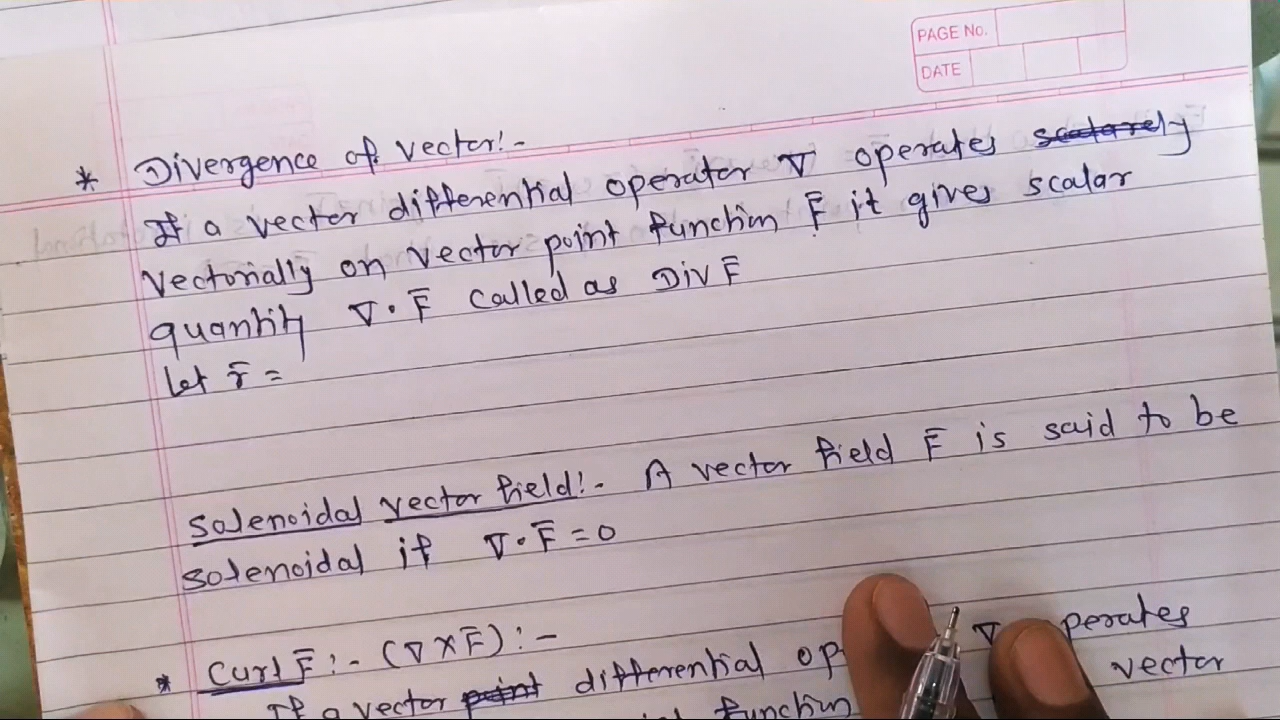 PAGE No.
DATE
* Divergence of vector:-
If a vector differential operator ∇ operates scalarely
vectorially on vector point function F̄ it gives scalar
quantity ∇·F̄ called as Div F̄
Let r̄ =
Solenoidal vector field:- A vector field F̄ is said to be
solenoidal if ∇·F̄=0
* Curl F̄ :- (∇×F̄) :-
If a vector point differential op ∇ perates
function vector